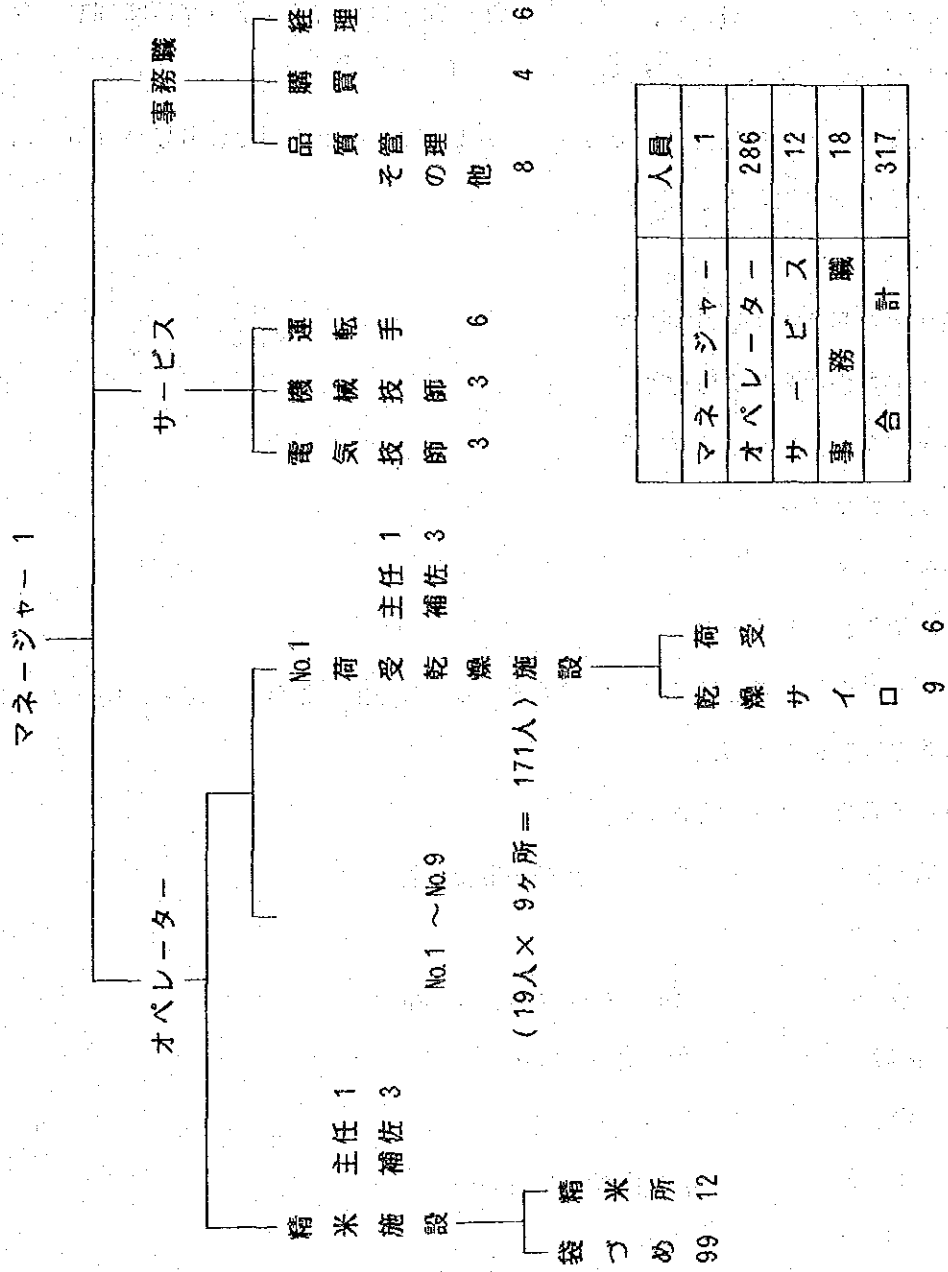 マネージャー 1
オペレーター
サービス
事務職
精米施設
主任 1
補佐 3
袋づめ 99
精米所 12
No.1 ～ No.9
(19人× 9ヶ所＝ 171人)
No.1 荷受乾燥施設
主任 1
補佐 3
乾燥サイロ 9
荷受 6
電気技師 3
機械技師 3
運転手 6
品質管理
その他 8
購買 4
経理 6
人員
マネージャー 1
オペレーター 286
サービス 12
事務職 18
合計 317